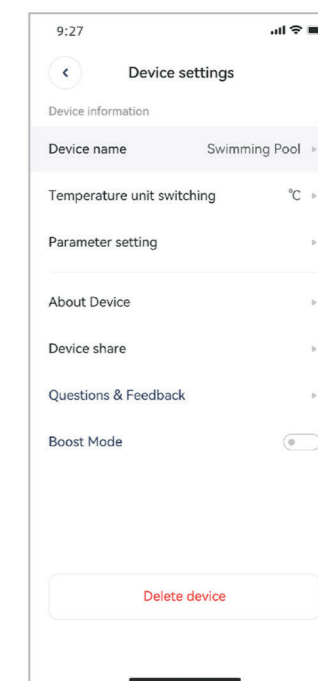 9:27
Device settings
Device information
Device name Swimming Pool
Temperature unit switching °C
Parameter setting
About Device
Device share
Questions & Feedback
Boost Mode
Delete device